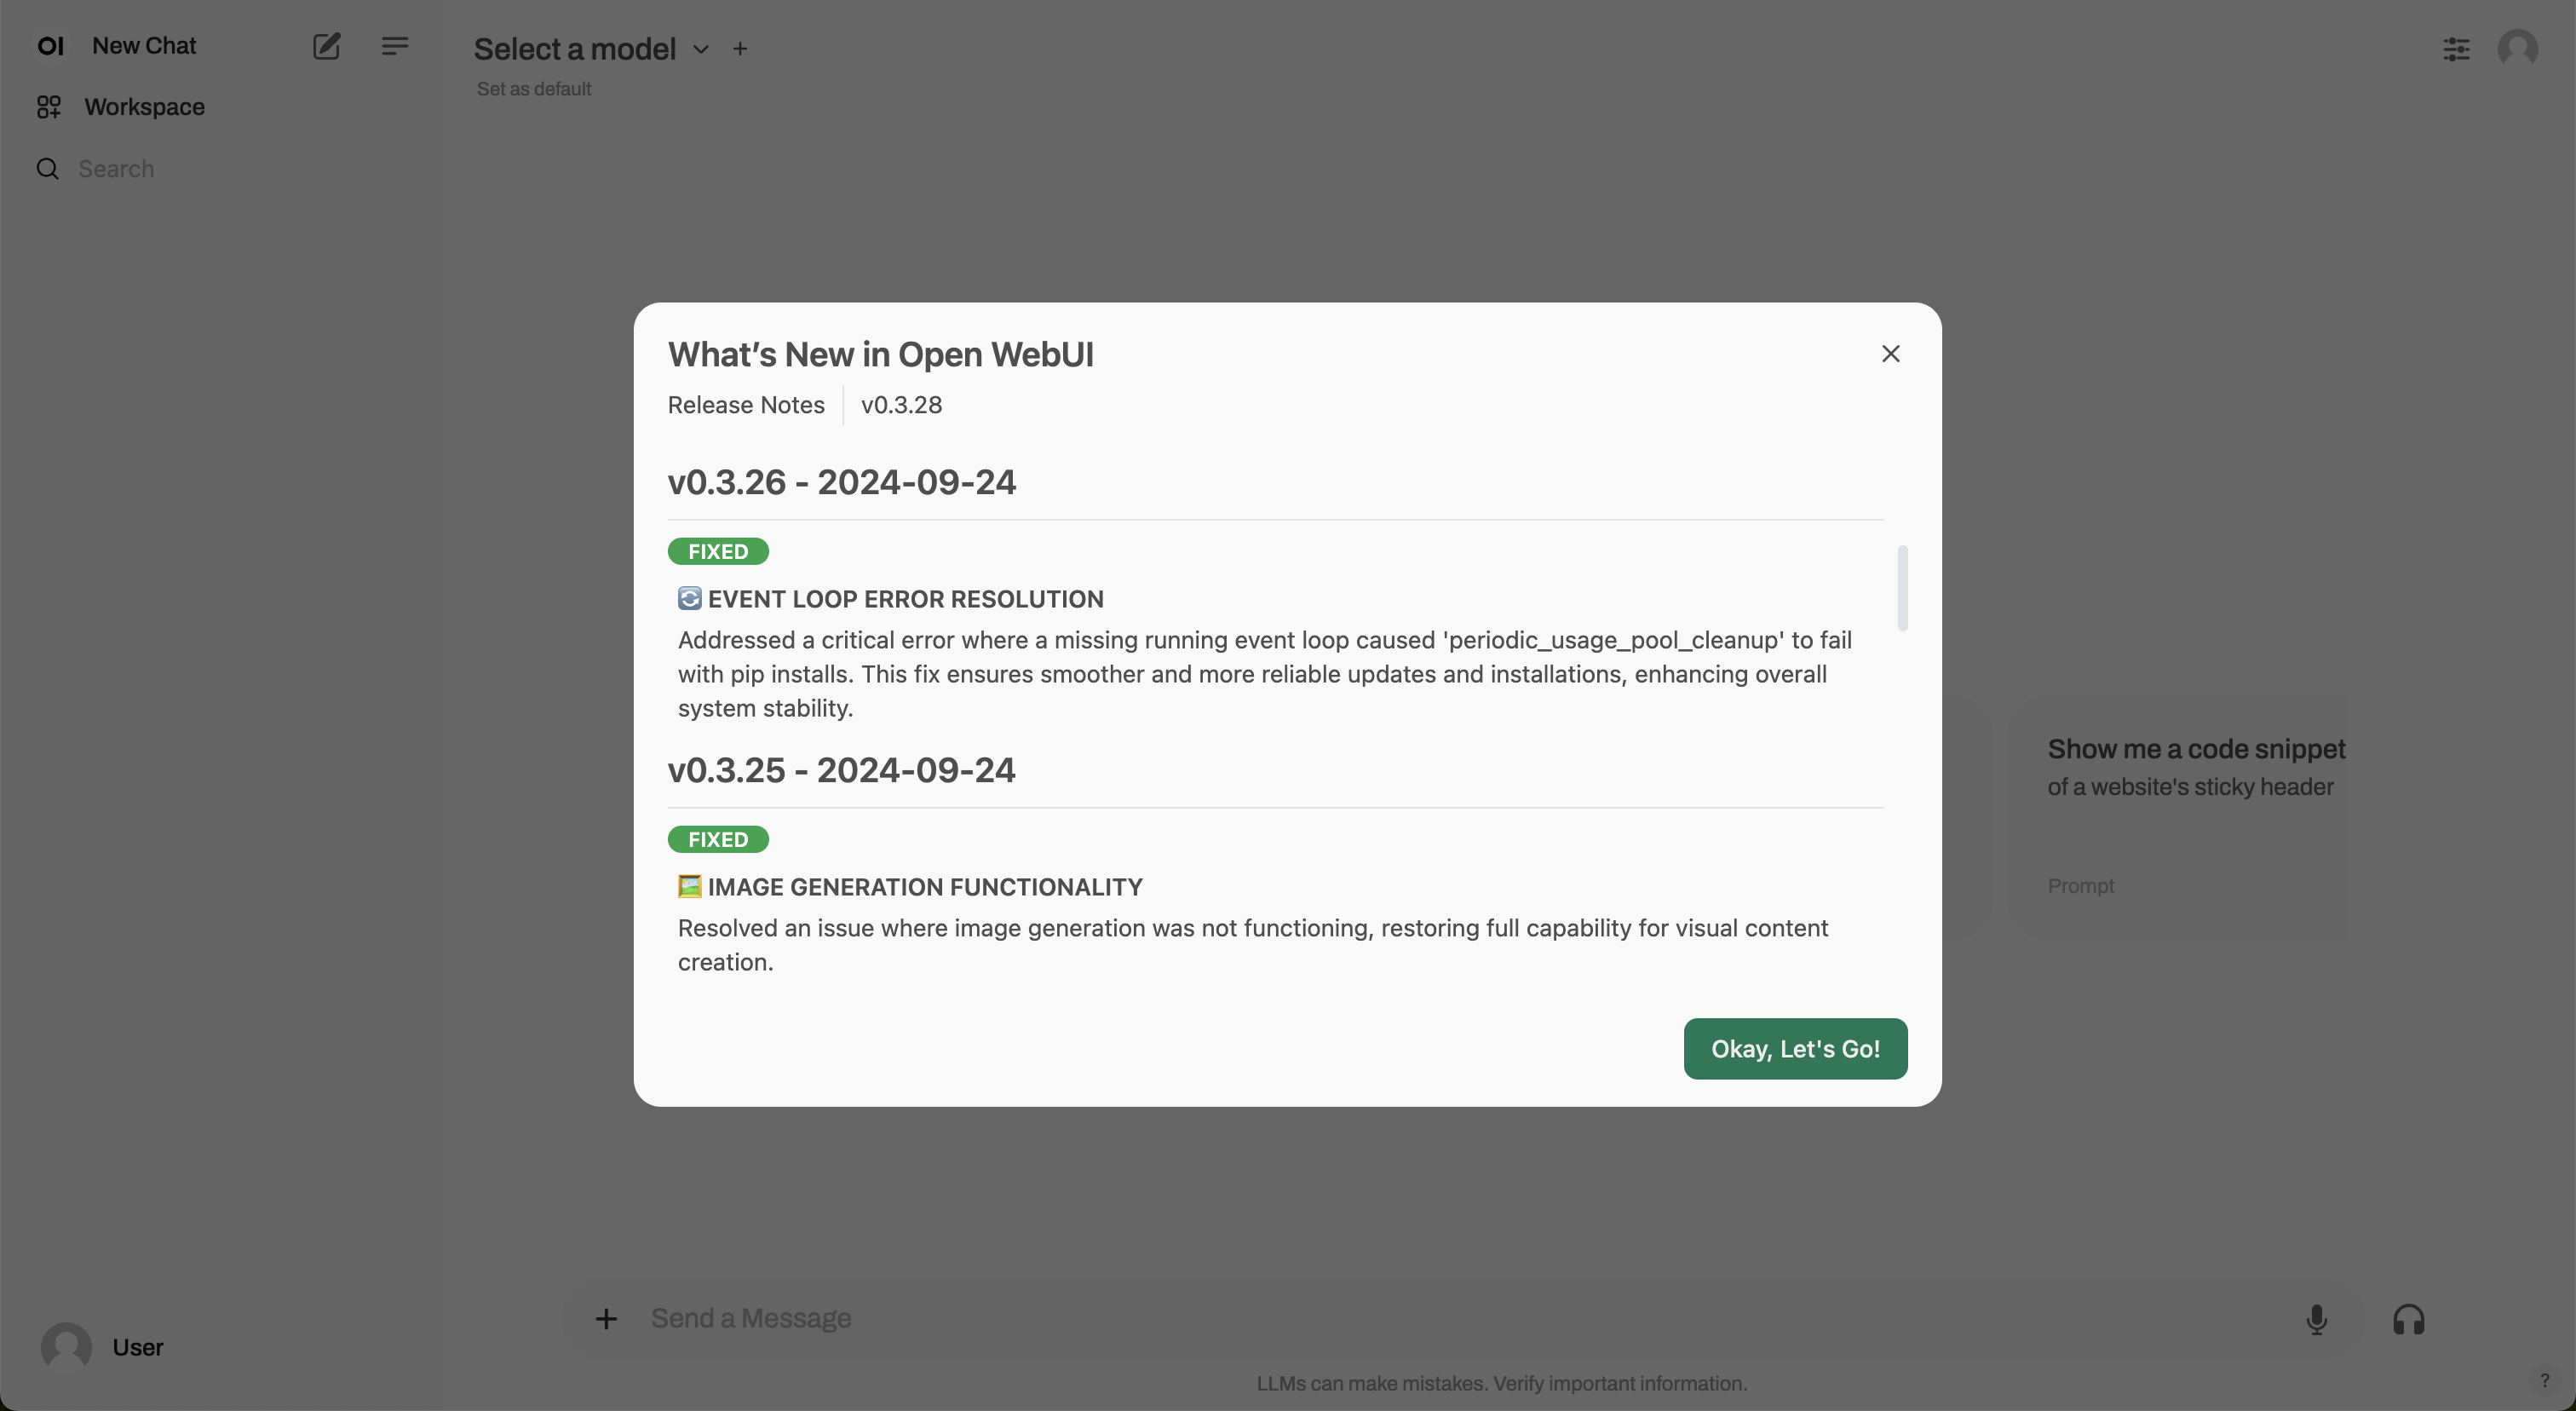 OI New Chat
Workspace
Search
Select a model
Set as default
What's New in Open WebUI
Release Notes v0.3.28
v0.3.26 - 2024-09-24
FIXED
EVENT LOOP ERROR RESOLUTION
Addressed a critical error where a missing running event loop caused 'periodic_usage_pool_cleanup' to fail
with pip installs. This fix ensures smoother and more reliable updates and installations, enhancing overall
system stability.
v0.3.25 - 2024-09-24
FIXED
IMAGE GENERATION FUNCTIONALITY
Resolved an issue where image generation was not functioning, restoring full capability for visual content
creation.
Okay, Let's Go!
Show me a code snippet
of a website's sticky header
Prompt
Send a Message
LLMs can make mistakes. Verify important information.
User
?